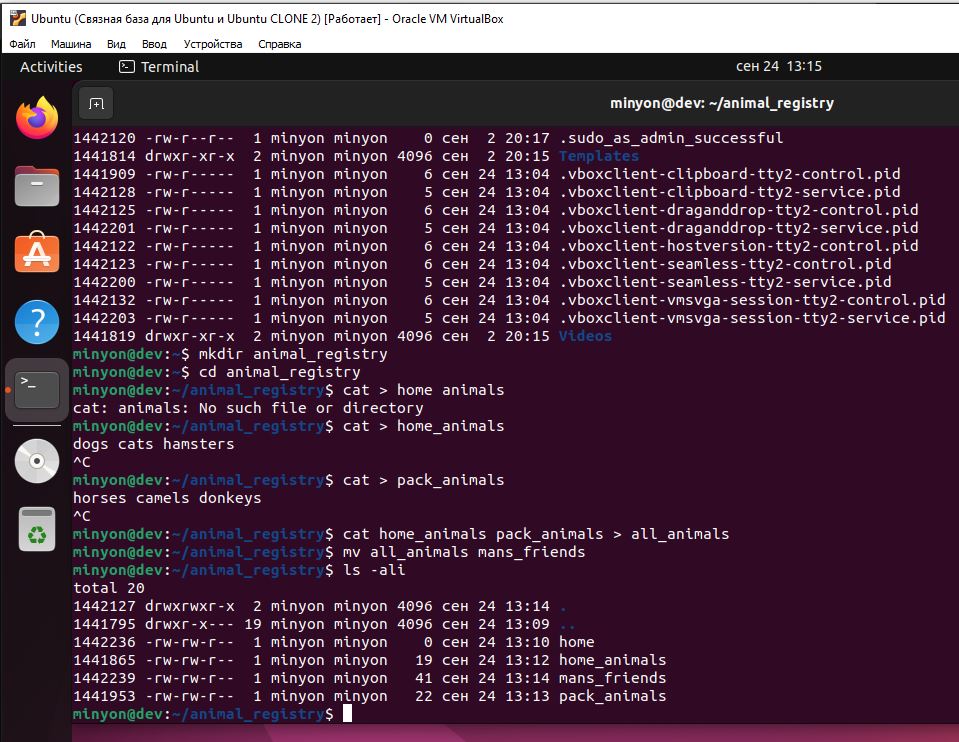 Ubuntu (Связная база для Ubuntu и Ubuntu CLONE 2) [Работает] - Oracle VM VirtualBox
Файл Машина Вид Ввод Устройства Справка
Activities Terminal сен 24 13:15
minyon@dev: ~/animal_registry
1442120 -rw-r--r-- 1 minyon minyon 0 сен 2 20:17 .sudo_as_admin_successful
1441814 drwxr-xr-x 2 minyon minyon 4096 сен 2 20:15 Templates
1441909 -rw-r----- 1 minyon minyon 6 сен 24 13:04 .vboxclient-clipboard-tty2-control.pid
1442128 -rw-r----- 1 minyon minyon 5 сен 24 13:04 .vboxclient-clipboard-tty2-service.pid
1442125 -rw-r----- 1 minyon minyon 6 сен 24 13:04 .vboxclient-draganddrop-tty2-control.pid
1442201 -rw-r----- 1 minyon minyon 5 сен 24 13:04 .vboxclient-draganddrop-tty2-service.pid
1442122 -rw-r----- 1 minyon minyon 6 сен 24 13:04 .vboxclient-hostversion-tty2-control.pid
1442123 -rw-r----- 1 minyon minyon 6 сен 24 13:04 .vboxclient-seamless-tty2-control.pid
1442200 -rw-r----- 1 minyon minyon 5 сен 24 13:04 .vboxclient-seamless-tty2-service.pid
1442132 -rw-r----- 1 minyon minyon 6 сен 24 13:04 .vboxclient-vmsvga-session-tty2-control.pid
1442203 -rw-r----- 1 minyon minyon 5 сен 24 13:04 .vboxclient-vmsvga-session-tty2-service.pid
1441819 drwxr-xr-x 2 minyon minyon 4096 сен 2 20:15 Videos
minyon@dev:~$ mkdir animal_registry
minyon@dev:~$ cd animal_registry
minyon@dev:~/animal_registry$ cat > home animals
cat: animals: No such file or directory
minyon@dev:~/animal_registry$ cat > home_animals
dogs cats hamsters
^C
minyon@dev:~/animal_registry$ cat > pack_animals
horses camels donkeys
^C
minyon@dev:~/animal_registry$ cat home_animals pack_animals > all_animals
minyon@dev:~/animal_registry$ mv all_animals mans_friends
minyon@dev:~/animal_registry$ ls -ali
total 20
1442127 drwxrwxr-x 2 minyon minyon 4096 сен 24 13:14 .
1441795 drwxr-x--- 19 minyon minyon 4096 сен 24 13:09 ..
1442236 -rw-rw-r-- 1 minyon minyon 0 сен 24 13:10 home
1441865 -rw-rw-r-- 1 minyon minyon 19 сен 24 13:12 home_animals
1442239 -rw-rw-r-- 1 minyon minyon 41 сен 24 13:14 mans_friends
1441953 -rw-rw-r-- 1 minyon minyon 22 сен 24 13:13 pack_animals
minyon@dev:~/animal_registry$